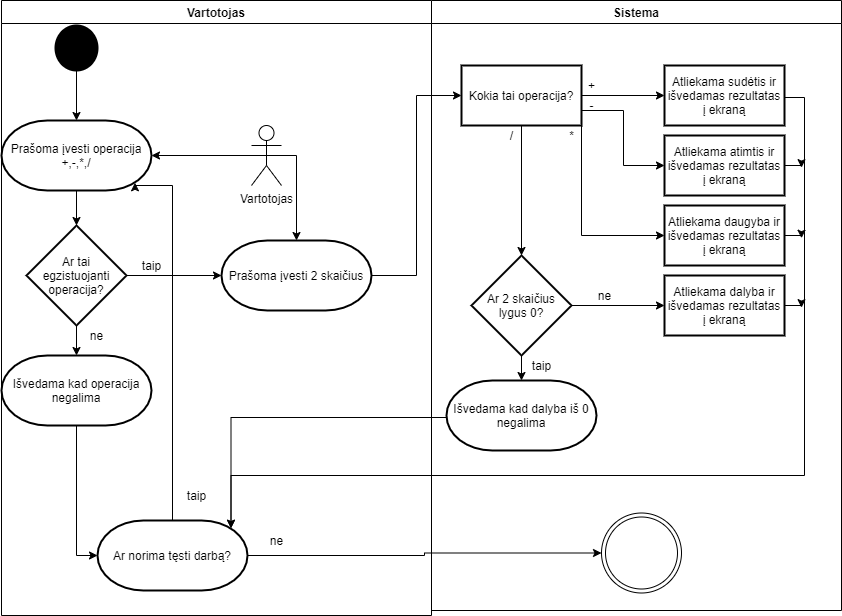 Vartotojas
Sistema
Prašoma įvesti operacija
+,-,*,/
Vartotojas
Ar tai
egzistuojanti
operacija?
taip
ne
Prašoma įvesti 2 skaičius
Išvedama kad operacija
negalima
taip
Ar norima tęsti darbą?
ne
Kokia tai operacija?
+
-
/
*
Atliekama sudėtis ir
išvedamas rezultatas
į ekraną
Atliekama atimtis ir
išvedamas rezultatas
į ekraną
Atliekama daugyba ir
išvedamas rezultatas
į ekraną
Atliekama dalyba ir
išvedamas rezultatas
į ekraną
Ar 2 skaičius
lygus 0?
ne
taip
Išvedama kad dalyba iš 0
negalima